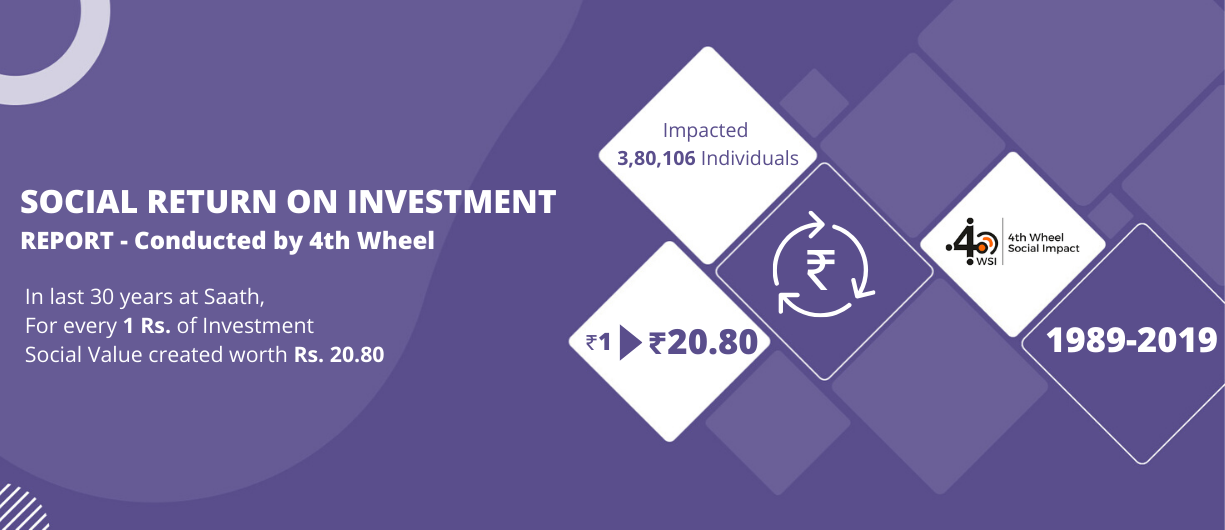 SOCIAL RETURN ON INVESTMENT
REPORT - Conducted by 4th Wheel
In last 30 years at Saath,
For every 1 Rs. of Investment
Social Value created worth Rs. 20.80
Impacted
3,80,106 Individuals
₹1
₹20.80
₹
4
WSI
4th Wheel
Social Impact
1989-2019